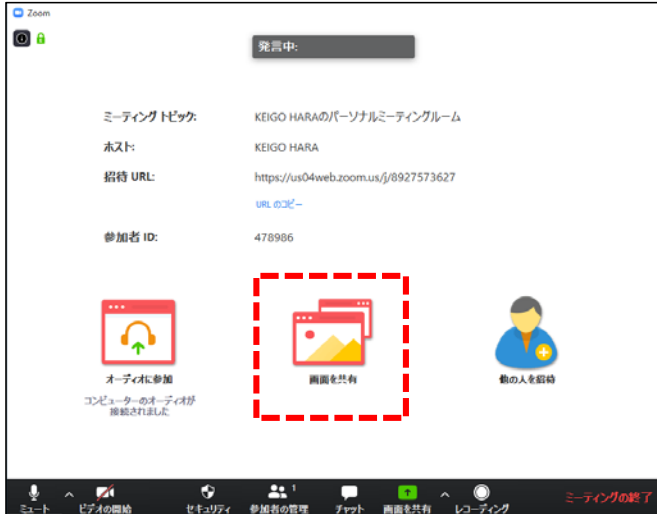 Zoom
発言中:
ミーティング トピック: KEIGO HARAのパーソナルミーティングルーム
ホスト: KEIGO HARA
招待 URL: https://us04web.zoom.us/j/8927573627
URL のコピー
参加者 ID: 478986
オーディオに参加 画面を共有 他の人を招待
コンピューターのオーディオが
接続されました
1
ミュート ビデオの開始 セキュリティ 参加者の管理 チャット 画面を共有 レコーディング ミーティングの終了